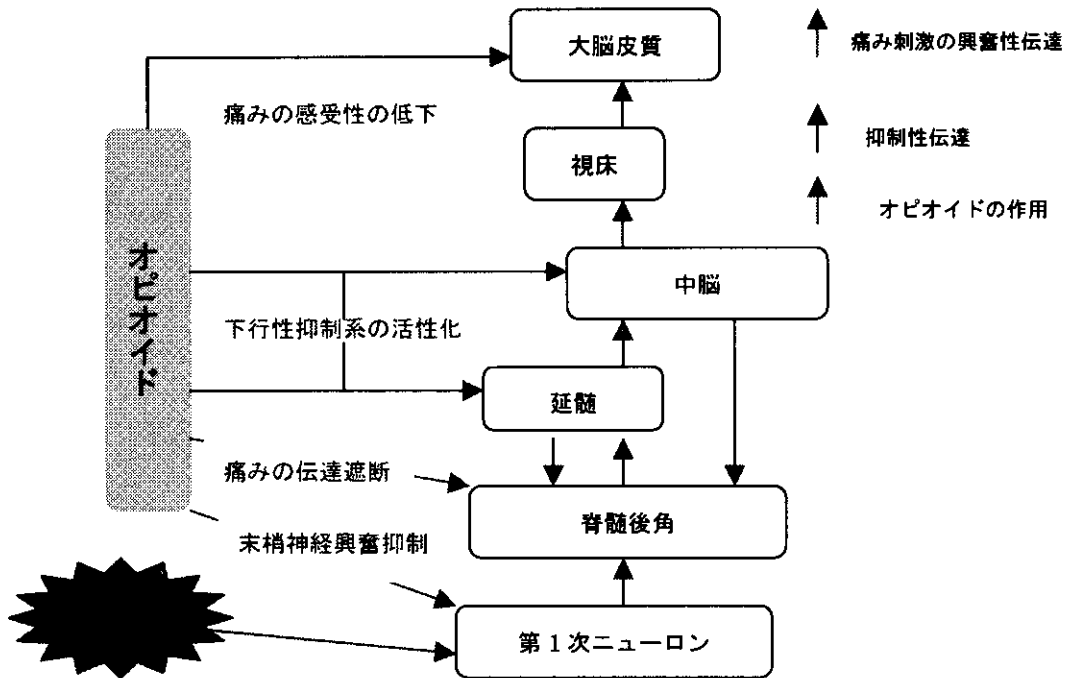 大脳皮質
痛み刺激の興奮性伝達
痛みの感受性の低下
抑制性伝達
視床
オピオイドの作用
オピオイド
中脳
下行性抑制系の活性化
延髄
痛みの伝達遮断
脊髄後角
末梢神経興奮抑制
第1次ニューロン